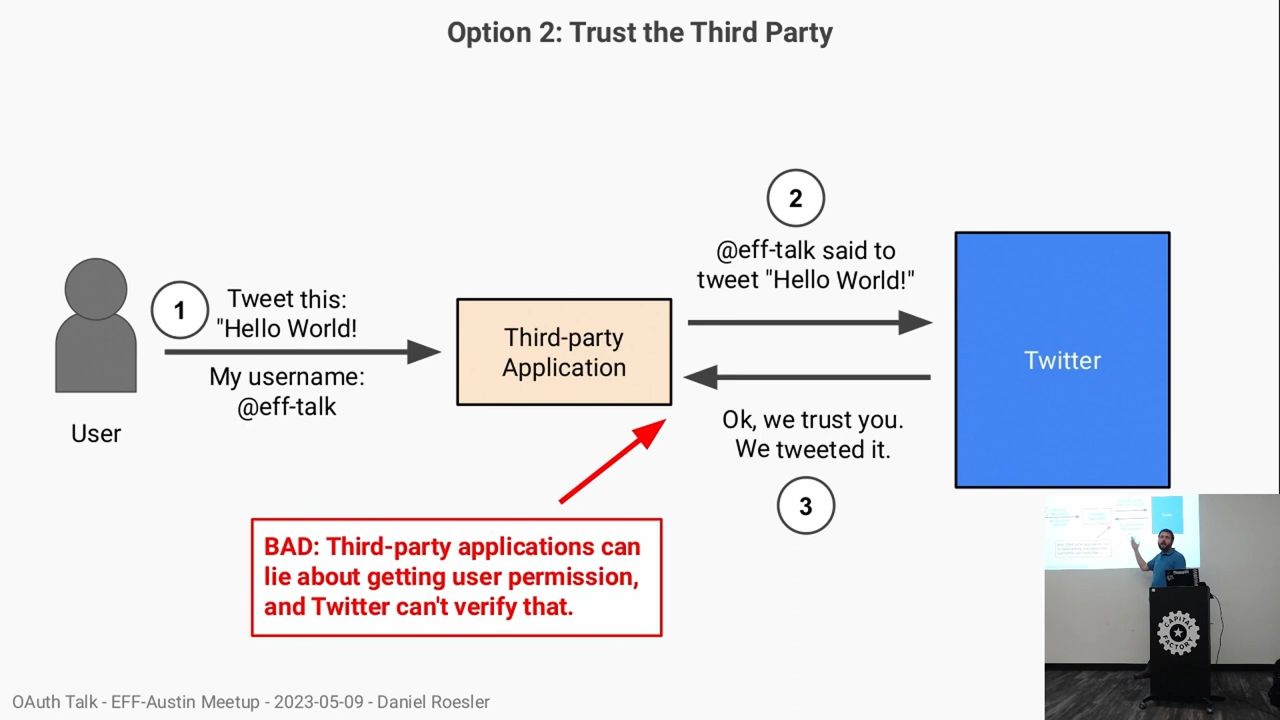 Option 2: Trust the Third Party
2
@eff-talk said to
tweet "Hello World!"
1
Tweet this:
"Hello World!
My username:
@eff-talk
User
Third-party
Application
Twitter
Ok, we trust you.
We tweeted it.
3
BAD: Third-party applications can
lie about getting user permission,
and Twitter can't verify that.
CAPITAL
FACTORY
OAuth Talk - EFF-Austin Meetup - 2023-05-09 - Daniel Roesler